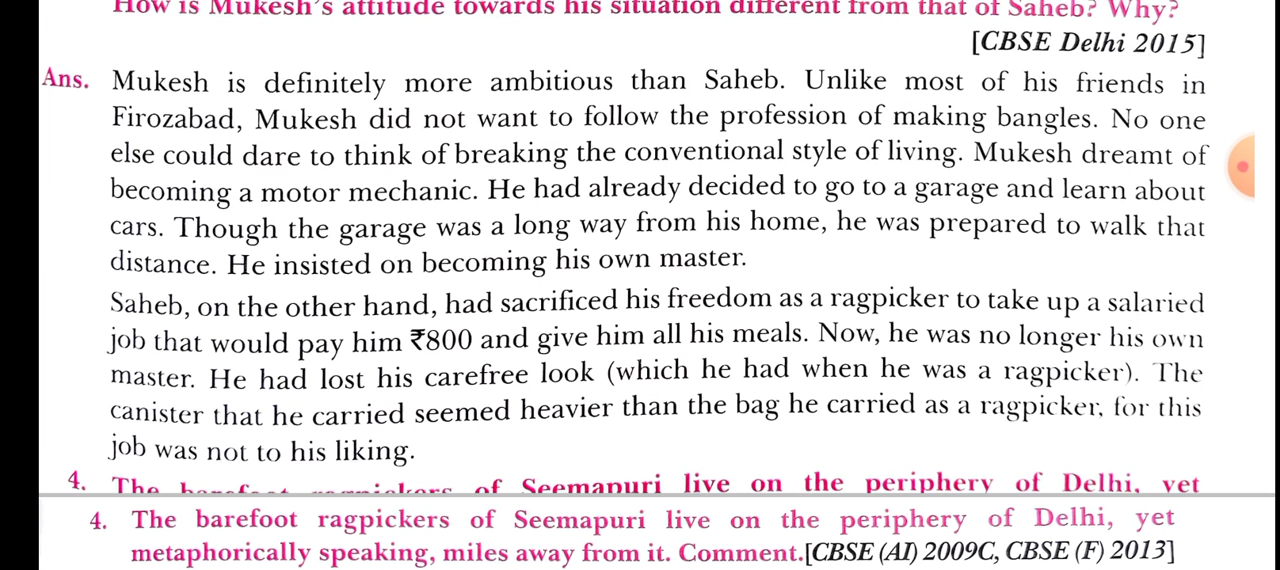 How is Mukesh's attitude towards his situation different from that of Saheb? Why?
[CBSE Delhi 2015]
Ans. Mukesh is definitely more ambitious than Saheb. Unlike most of his friends in
Firozabad, Mukesh did not want to follow the profession of making bangles. No one
else could dare to think of breaking the conventional style of living. Mukesh dreamt of
becoming a motor mechanic. He had already decided to go to a garage and learn about
cars. Though the garage was a long way from his home, he was prepared to walk that
distance. He insisted on becoming his own master.
Saheb, on the other hand, had sacrificed his freedom as a ragpicker to take up a salaried
job that would pay him ₹800 and give him all his meals. Now, he was no longer his own
master. He had lost his carefree look (which he had when he was a ragpicker). The
canister that he carried seemed heavier than the bag he carried as a ragpicker, for this
job was not to his liking.
4. The barefoot ragpickers of Seemapuri live on the periphery of Delhi, yet
4. The barefoot ragpickers of Seemapuri live on the periphery of Delhi, yet
metaphorically speaking, miles away from it. Comment.[CBSE (AI) 2009C, CBSE (F) 2013]